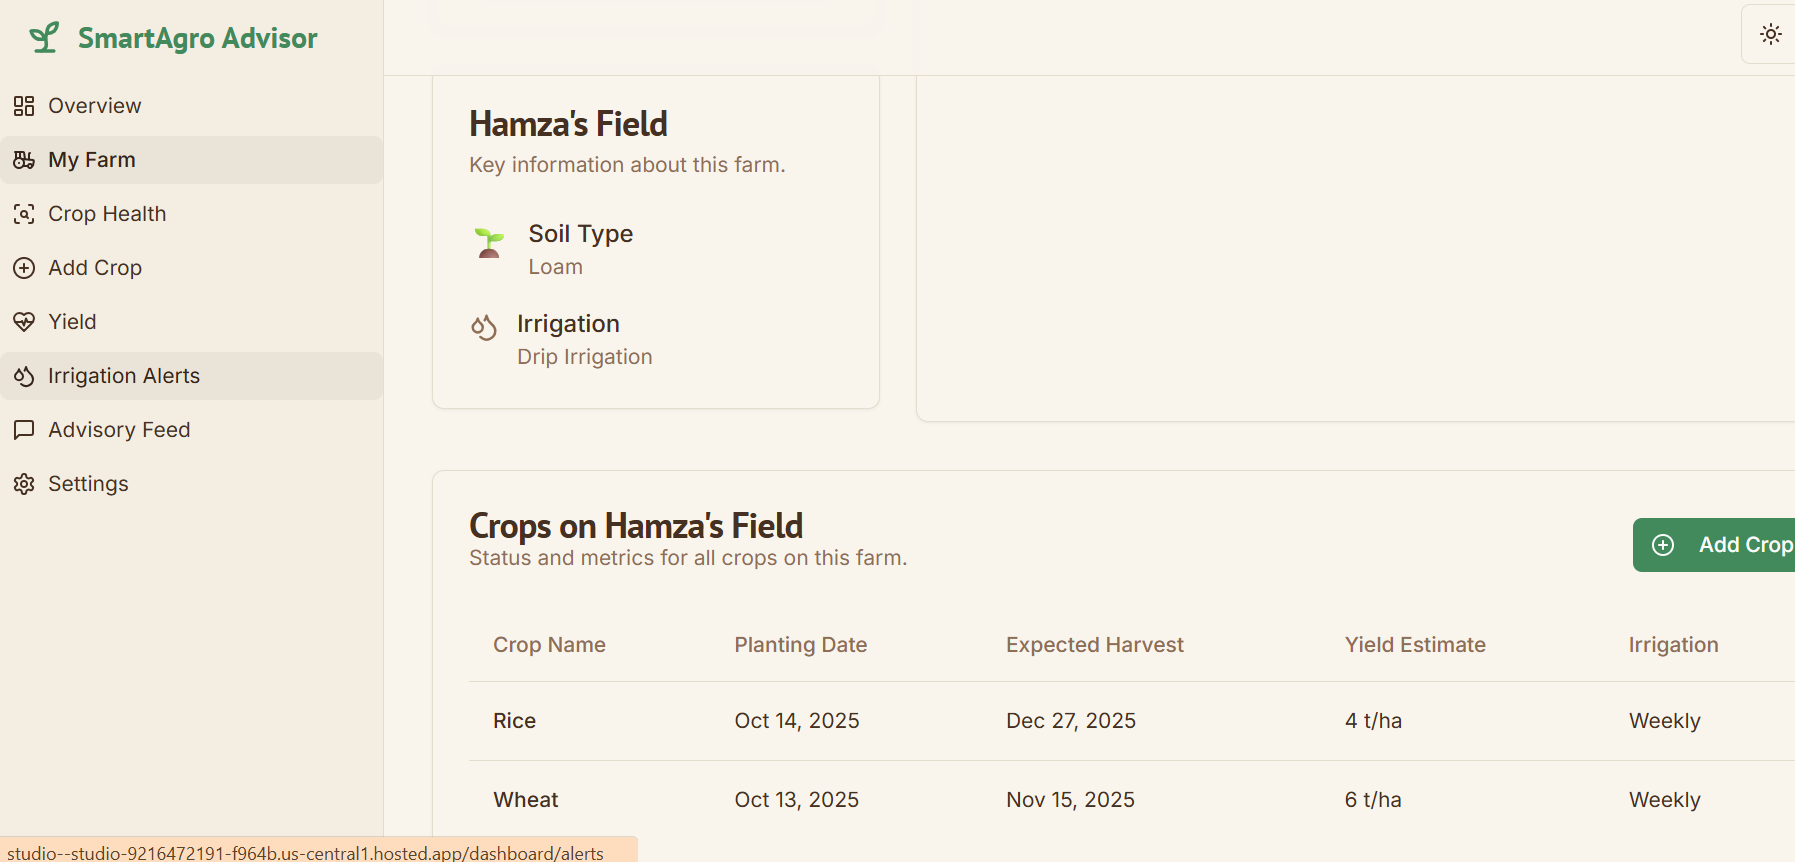 SmartAgro Advisor
Overview
My Farm
Crop Health
Add Crop
Yield
Irrigation Alerts
Advisory Feed
Settings
Hamza's Field
Key information about this farm.
Soil Type
Loam
Irrigation
Drip Irrigation
Crops on Hamza's Field
Status and metrics for all crops on this farm.
Add Crop
Crop Name Planting Date Expected Harvest Yield Estimate Irrigation
Rice Oct 14, 2025 Dec 27, 2025 4 t/ha Weekly
Wheat Oct 13, 2025 Nov 15, 2025 6 t/ha Weekly
studio--studio-9216472191-f964b.us-central1.hosted.app/dashboard/alerts